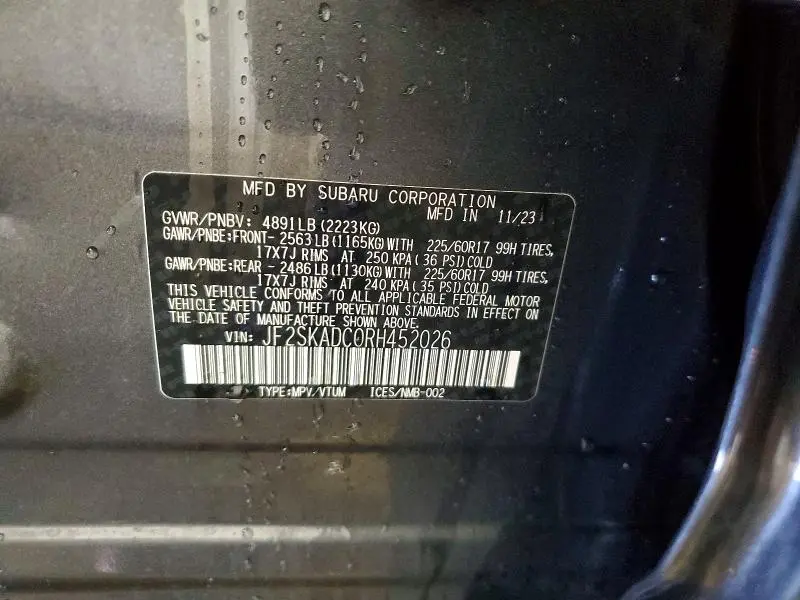 MFD BY SUBARU CORPORATION
MFD IN 11/23
GVWR/PNBV: 4891LB(2223KG)
GAWR/PNBE:FRONT- 2563LB(1165KG)WITH 225/60R17 99H TIRES,
17X7J RIMS AT 250 KPA(36 PSI)COLD
GAWR/PNBE:REAR - 2486LB(1130KG)WITH 225/60R17 99H TIRES,
17X7J RIMS AT 240 KPA(35 PSI)COLD
THIS VEHICLE CONFORMS TO ALL APPLICABLE FEDERAL MOTOR
VEHICLE SAFETY AND THEFT PREVENTION STANDARDS IN EFFECT ON
THE DATE OF MANUFACTURE SHOWN ABOVE.
VIN: JF2SKADC0RH452026
TYPE:MPV/VTUM ICES/NMB-002